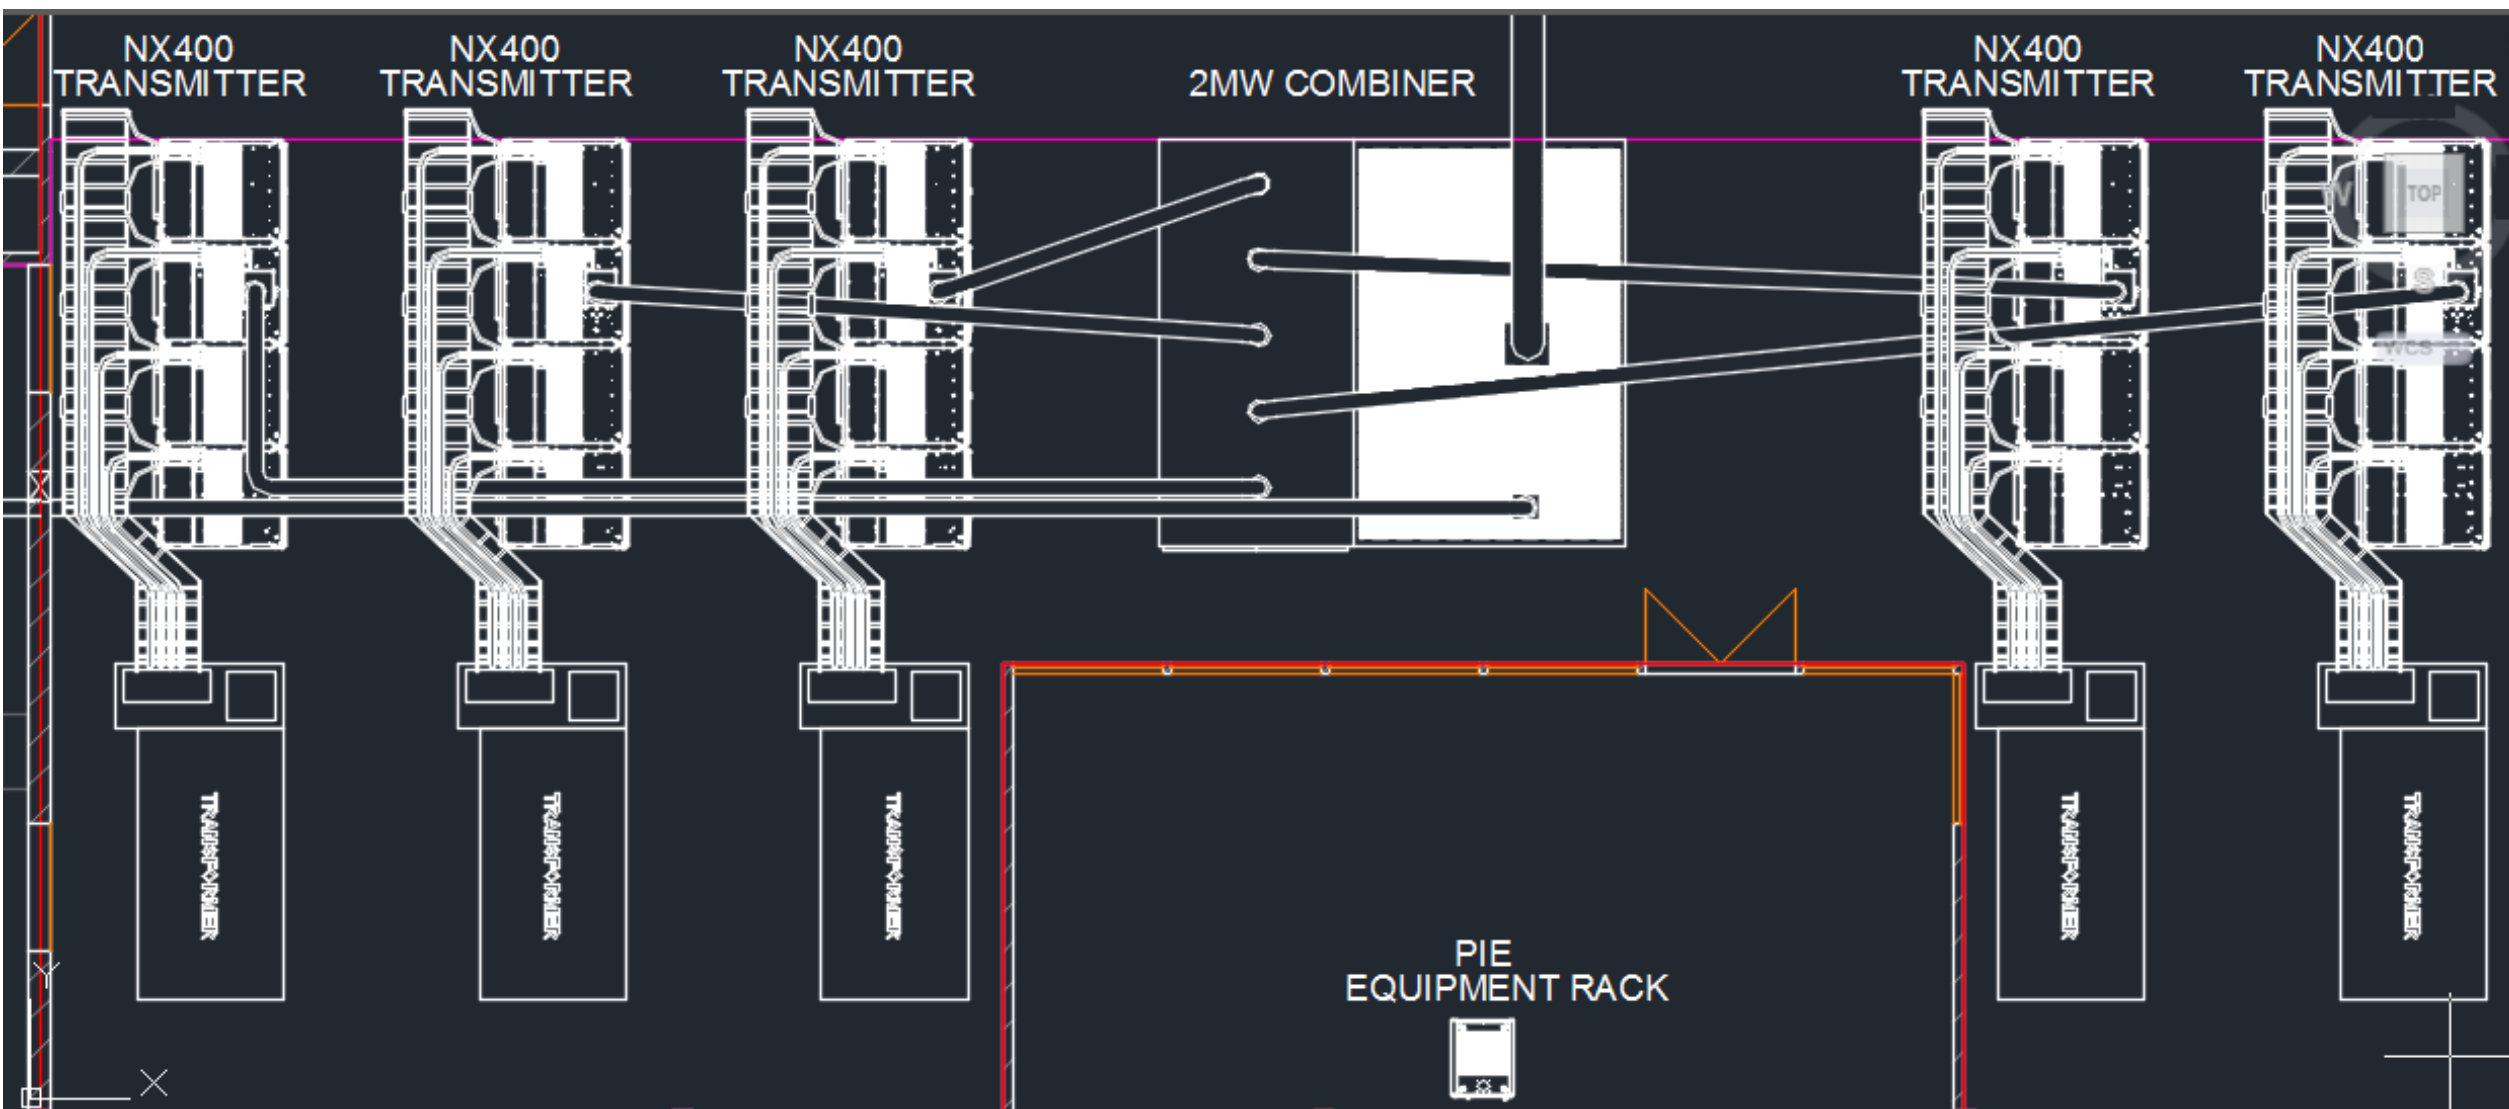 NX400
TRANSMITTER
NX400
TRANSMITTER
NX400
TRANSMITTER
2MW COMBINER
NX400
TRANSMITTER
NX400
TRANSMITTER
W
TOP
S
WCS
X
TRANSFORMER
TRANSFORMER
TRANSFORMER
TRANSFORMER
TRANSFORMER
PIE
EQUIPMENT RACK
Y
X